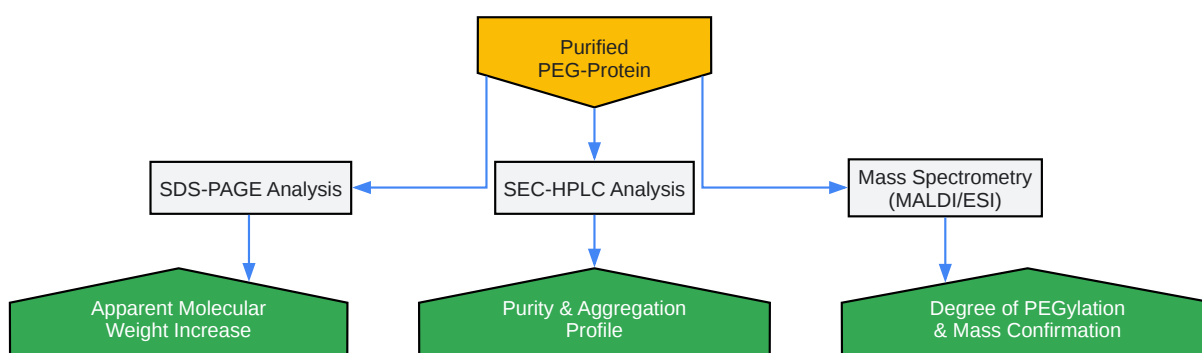 Purified
PEG-Protein
SDS-PAGE Analysis
SEC-HPLC Analysis
Mass Spectrometry
(MALDI/ESI)
Apparent Molecular
Weight Increase
Purity & Aggregation
Profile
Degree of PEGylation
& Mass Confirmation